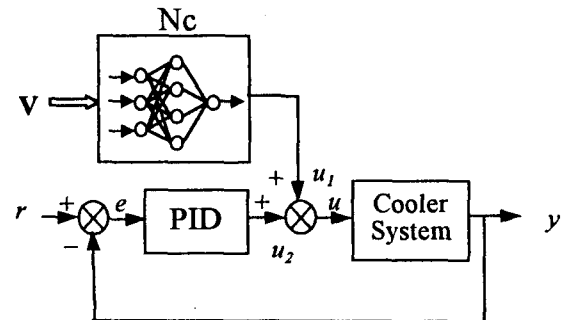 Nc
V
+ u1
r + e PID + u Cooler System y
− u2